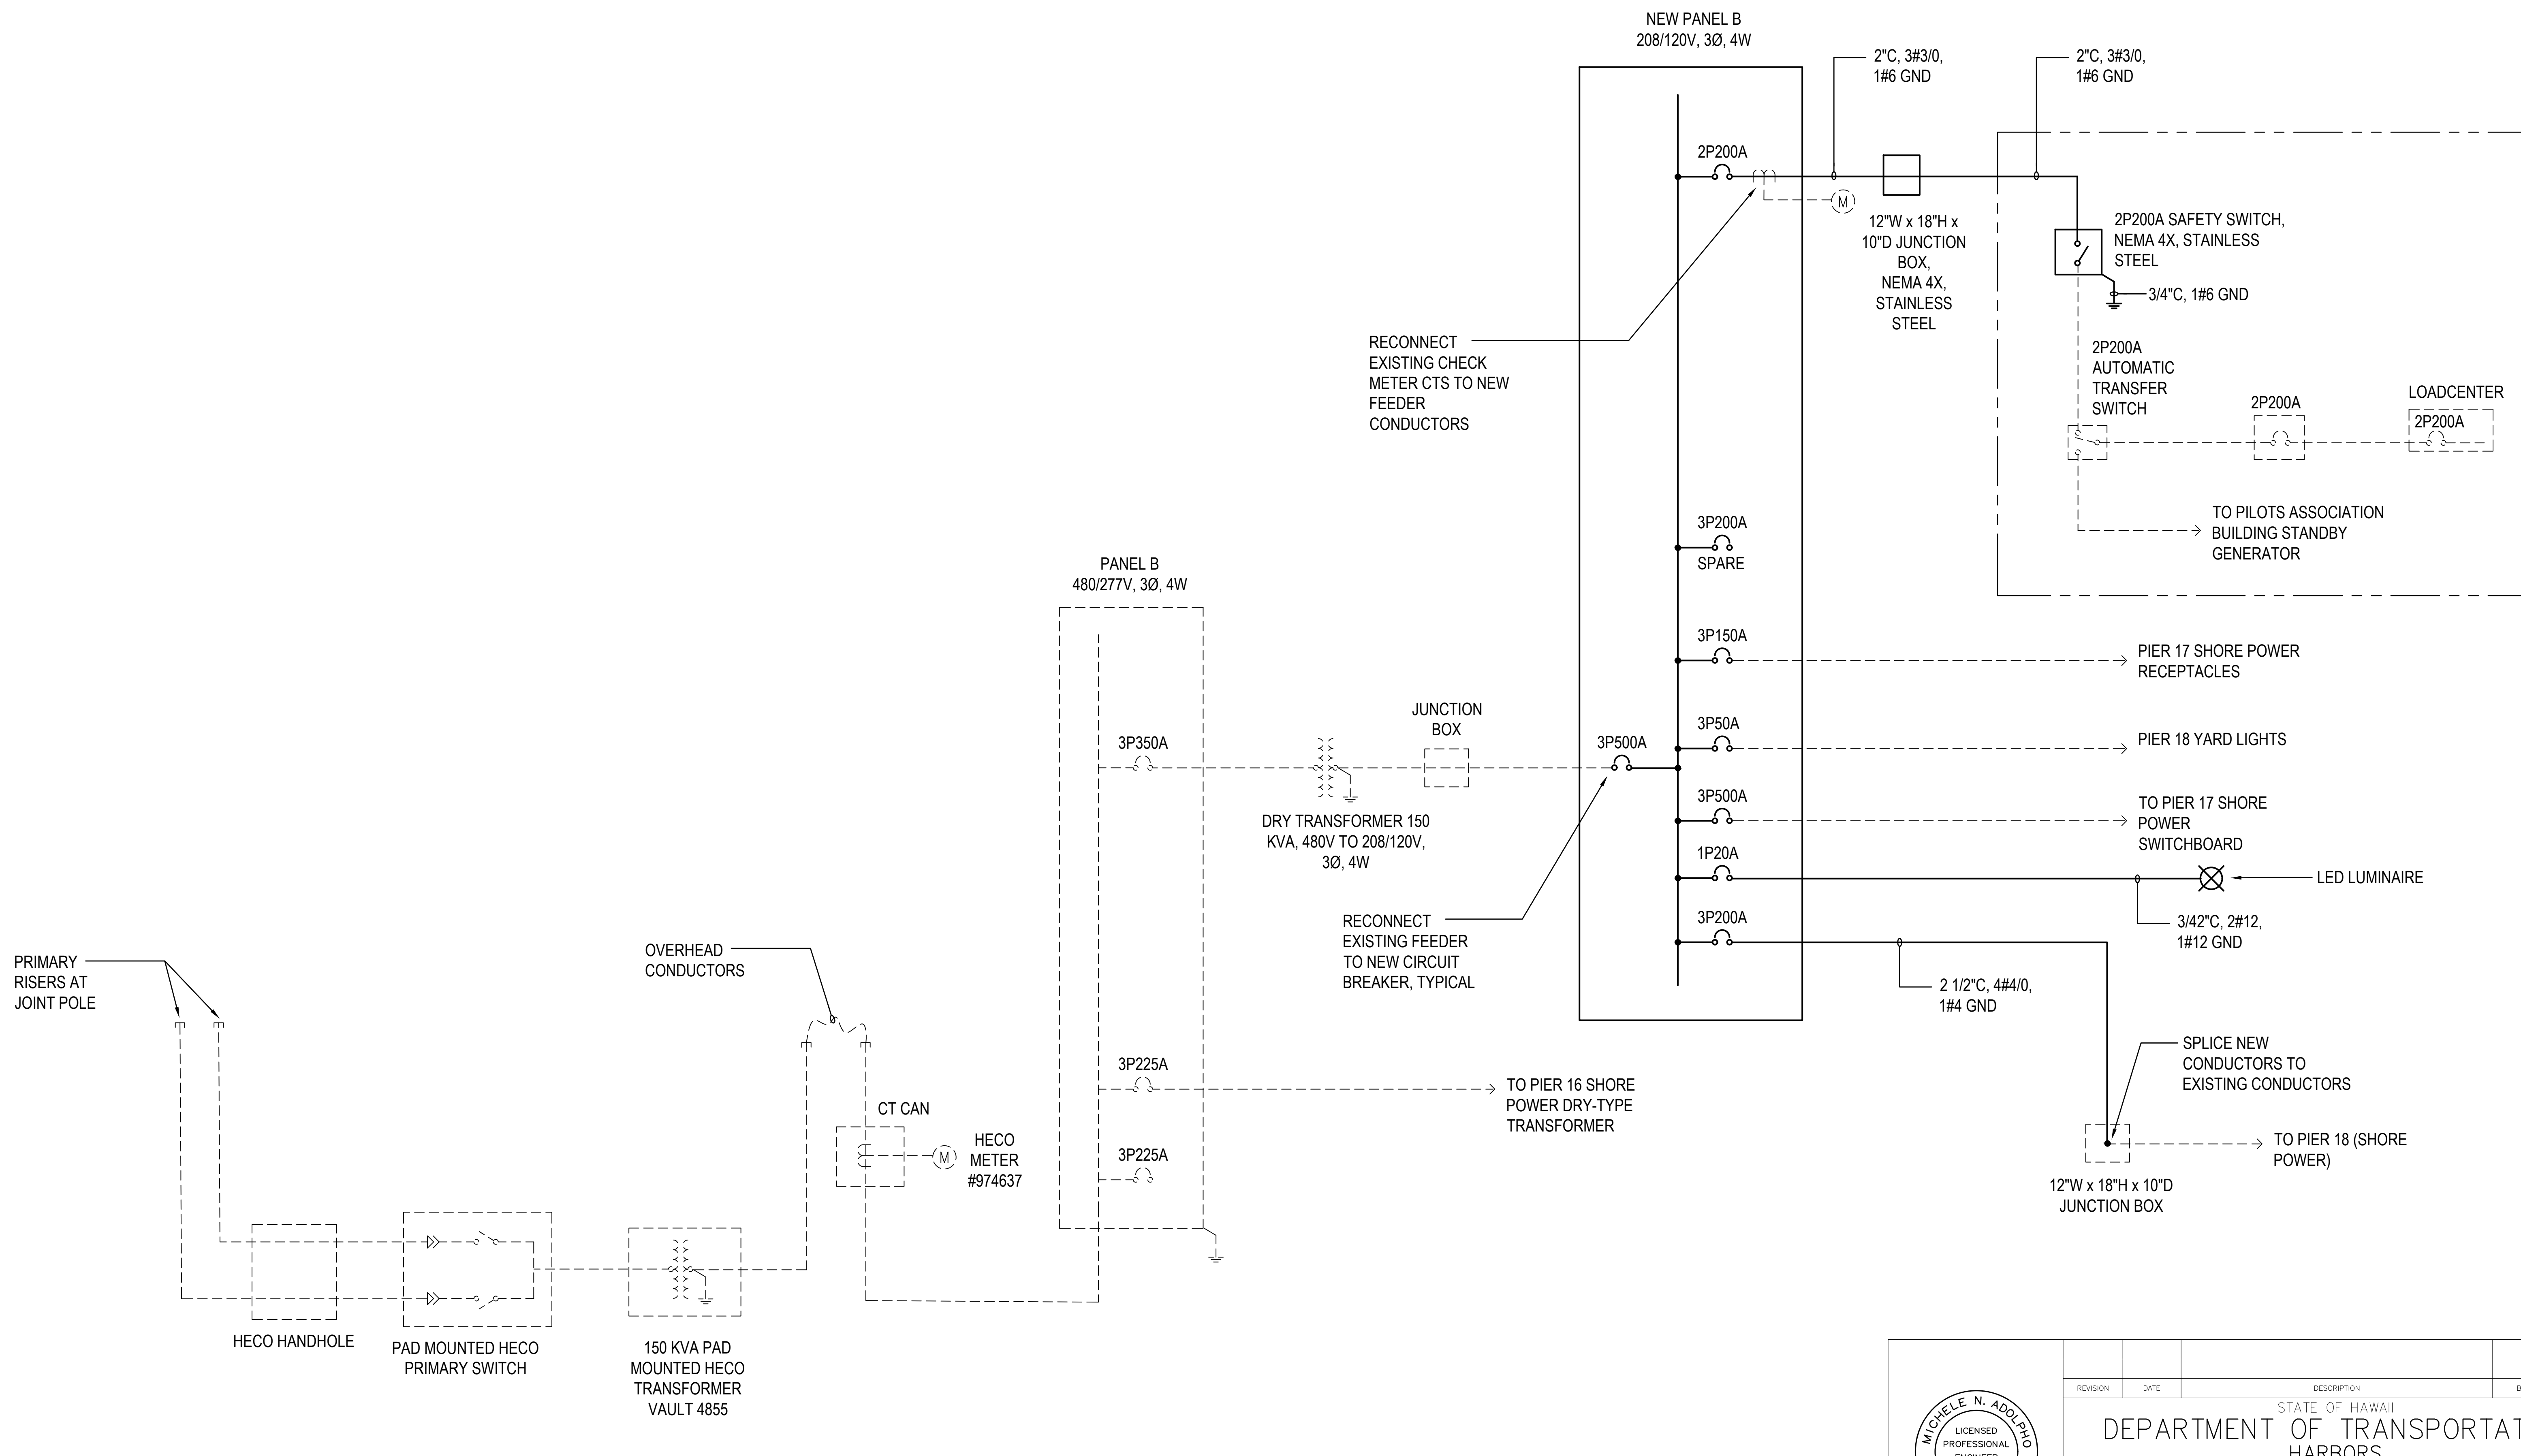 NEW PANEL B
208/120V, 3Ø, 4W
2"C, 3#3/0,
1#6 GND
2"C, 3#3/0,
1#6 GND
2P200A
M
12"W x 18"H x
10"D JUNCTION
BOX,
NEMA 4X,
STAINLESS
STEEL
2P200A SAFETY SWITCH,
NEMA 4X, STAINLESS
STEEL
3/4"C, 1#6 GND
RECONNECT
EXISTING CHECK
METER CTS TO NEW
FEEDER
CONDUCTORS
2P200A
AUTOMATIC
TRANSFER
SWITCH
2P200A
LOADCENTER
2P200A
TO PILOTS ASSOCIATION
BUILDING STANDBY
GENERATOR
3P200A
SPARE
PANEL B
480/277V, 3Ø, 4W
3P150A
PIER 17 SHORE POWER
RECEPTACLES
3P350A
JUNCTION
BOX
3P500A
3P50A
PIER 18 YARD LIGHTS
DRY TRANSFORMER 150
KVA, 480V TO 208/120V,
3Ø, 4W
3P500A
TO PIER 17 SHORE
POWER
SWITCHBOARD
1P20A
LED LUMINAIRE
3/42"C, 2#12,
1#12 GND
RECONNECT
EXISTING FEEDER
TO NEW CIRCUIT
BREAKER, TYPICAL
3P200A
2 1/2"C, 4#4/0,
1#4 GND
PRIMARY
RISERS AT
JOINT POLE
OVERHEAD
CONDUCTORS
SPLICE NEW
CONDUCTORS TO
EXISTING CONDUCTORS
3P225A
TO PIER 16 SHORE
POWER DRY-TYPE
TRANSFORMER
CT CAN
M
HECO
METER
#974637
3P225A
TO PIER 18 (SHORE
POWER)
12"W x 18"H x 10"D
JUNCTION BOX
HECO HANDHOLE
PAD MOUNTED HECO
PRIMARY SWITCH
150 KVA PAD
MOUNTED HECO
TRANSFORMER
VAULT 4855
REVISION
DATE
DESCRIPTION
STATE OF HAWAII
DEPARTMENT OF TRANSPORTAT
HARBORS
MICHELE N. ADOLPHO
LICENSED
PROFESSIONAL
ENGINEER